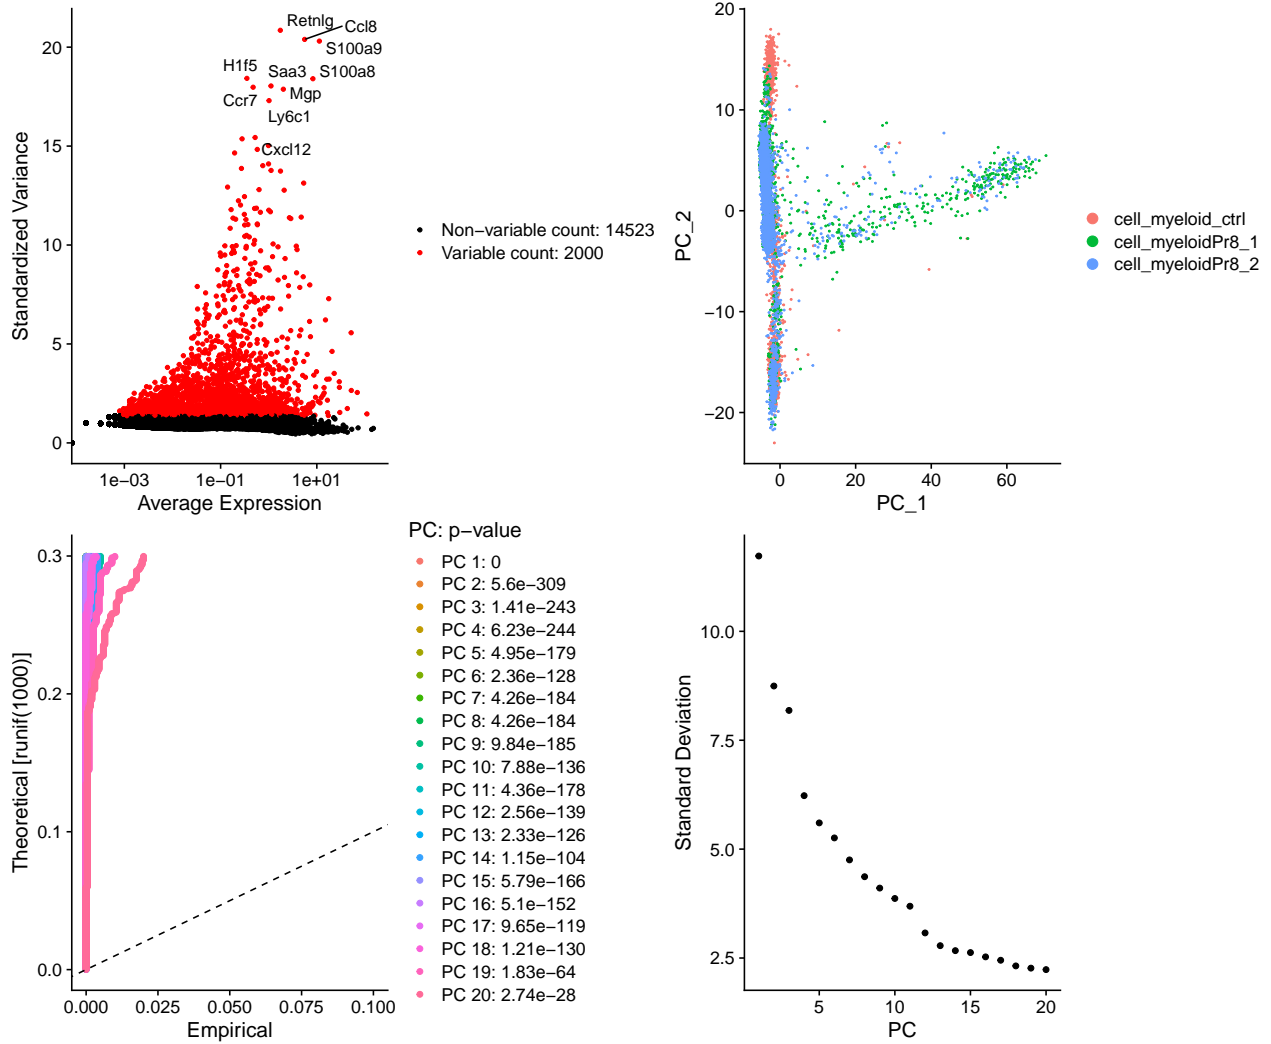 Retnlg
Ccl8
S100a9
H1f5
Saa3
S100a8
Ccr7
Mgp
Ly6c1
Cxcl12
20
15
10
5
0
Standardized Variance
1e−03
1e−01
1e+01
Average Expression
Non−variable count: 14523
Variable count: 2000
20
10
0
−10
−20
PC_2
0
20
40
60
PC_1
cell_myeloid_ctrl
cell_myeloidPr8_1
cell_myeloidPr8_2
0.3
0.2
0.1
0.0
Theoretical [runif(1000)]
0.000
0.025
0.050
0.075
0.100
Empirical
PC: p−value
PC 1: 0
PC 2: 5.6e−309
PC 3: 1.41e−243
PC 4: 6.23e−244
PC 5: 4.95e−179
PC 6: 2.36e−128
PC 7: 4.26e−184
PC 8: 4.26e−184
PC 9: 9.84e−185
PC 10: 7.88e−136
PC 11: 4.36e−178
PC 12: 2.56e−139
PC 13: 2.33e−126
PC 14: 1.15e−104
PC 15: 5.79e−166
PC 16: 5.1e−152
PC 17: 9.65e−119
PC 18: 1.21e−130
PC 19: 1.83e−64
PC 20: 2.74e−28
10.0
7.5
5.0
2.5
Standard Deviation
5
10
15
20
PC